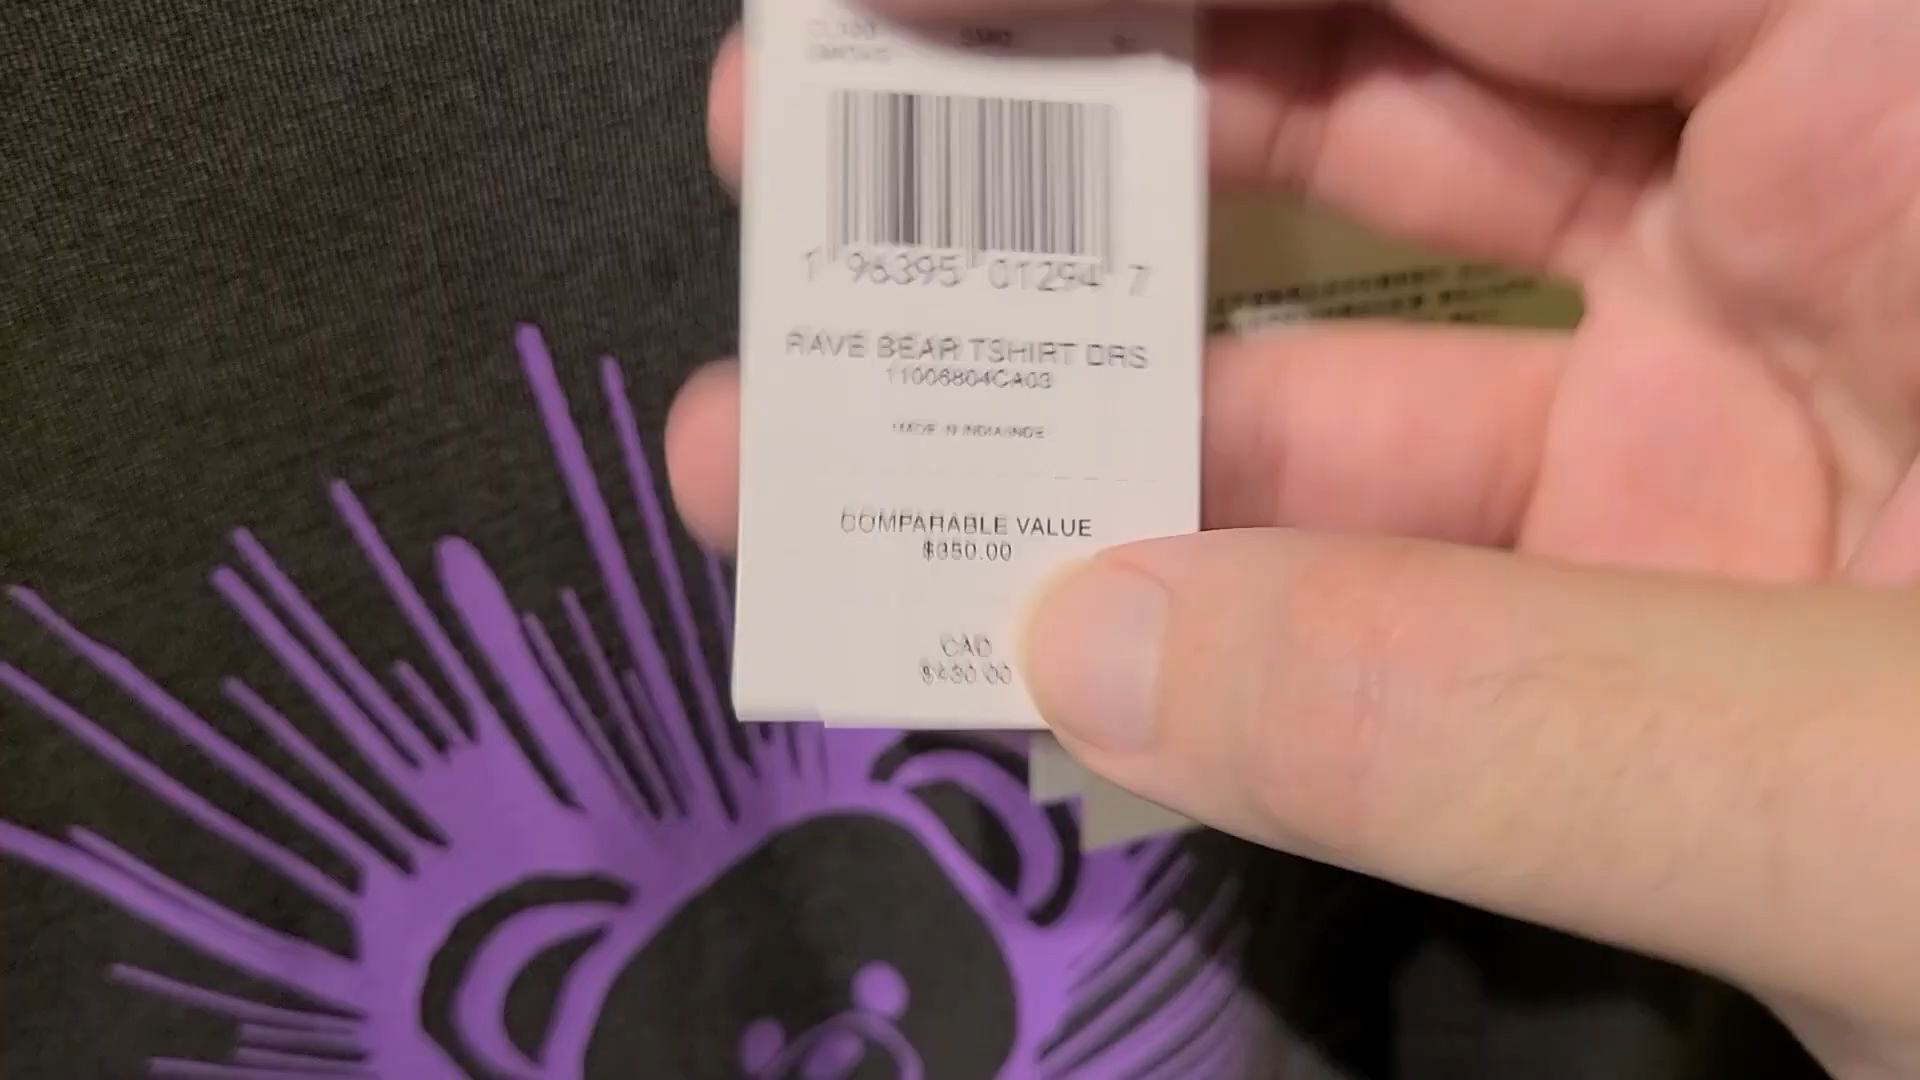 1 96395 01294 7
RAVE BEAR TSHIRT DRS
11006804CA03
MADE IN INDIA/INDE
COMPARABLE VALUE
$350.00
CAD
$430.00